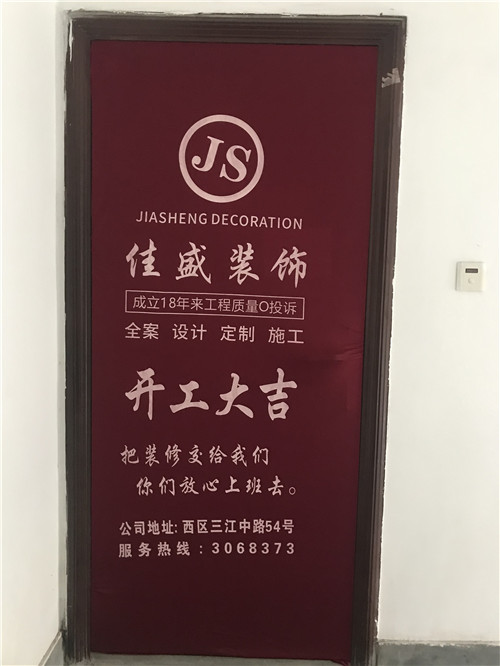 JS
JIASHENG DECORATION
佳盛装饰
成立18年来工程质量O投诉
全案 设计 定制 施工
开工大吉
把装修交给我们
你们放心上班去。
公司地址: 西区三江中路54号
服务热线: 3068373